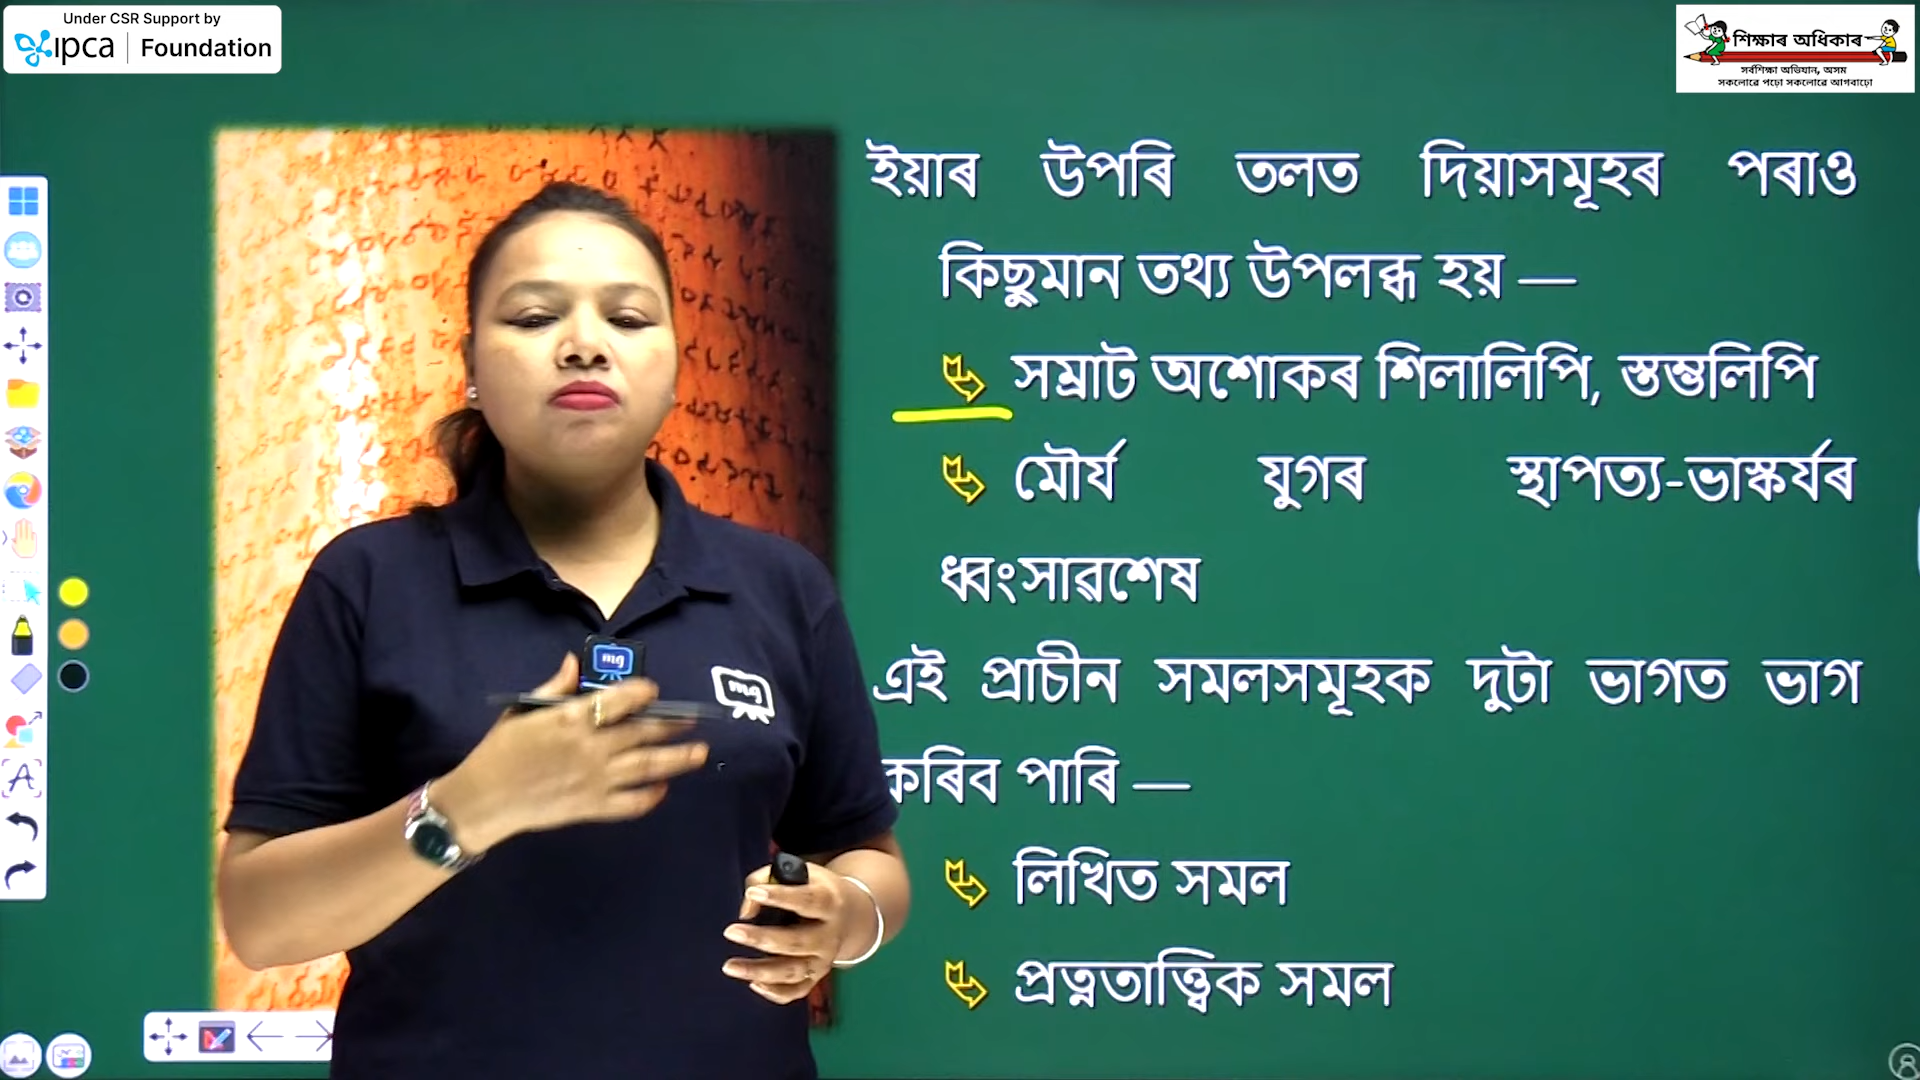 Under CSR Support by
ipca Foundation
শিক্ষাৰ অধিকাৰ
সৰ্বশিক্ষা অভিযান, অসম
সকলোৱে পঢ়ো সকলোৱে আগবাঢ়ো
ইয়াৰ উপৰি তলত দিয়াসমূহৰ পৰাও
কিছুমান তথ্য উপলব্ধ হয় —
সম্ৰাট অশোকৰ শিলালিপি, স্তম্ভলিপি
মৌৰ্য যুগৰ স্থাপত্য-ভাস্কৰ্যৰ
ধ্বংসাৱশেষ
এই প্ৰাচীন সমলসমূহক দুটা ভাগত ভাগ
কৰিব পাৰি —
লিখিত সমল
প্ৰত্নতাত্ত্বিক সমল
mg
mg